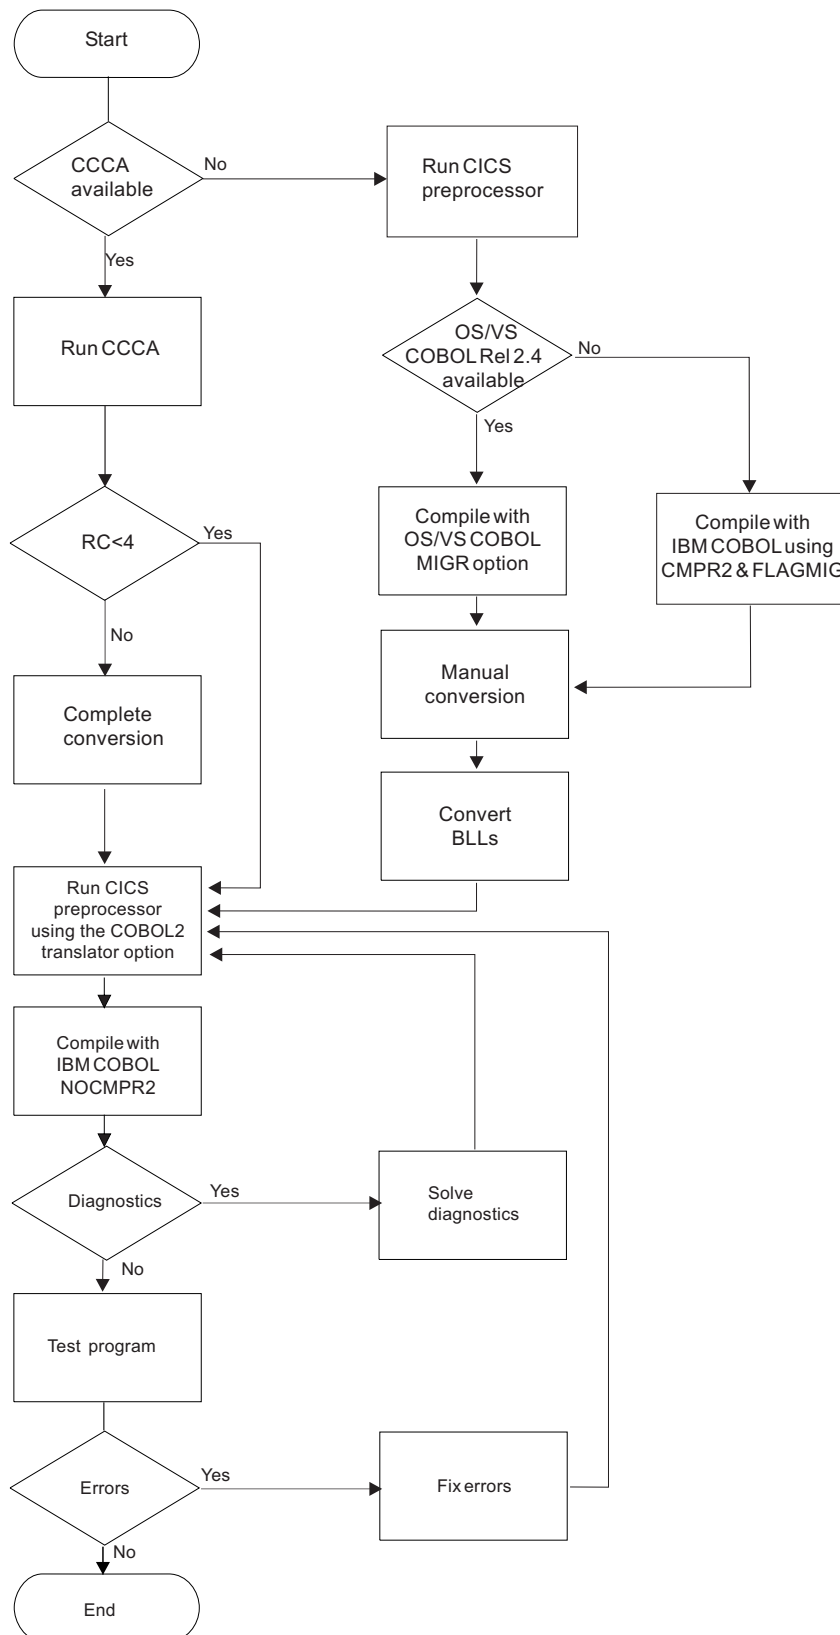 Start
CCCA
available
No
Run CICS
preprocessor
Yes
Run CCCA
OS/VS
COBOL Rel 2.4
available
No
Yes
RC<4
Yes
Compile with
OS/VS COBOL
MIGR option
Compile with
IBM COBOL using
CMPR2 & FLAGMIG
No
Manual
conversion
Complete
conversion
Convert
BLLs
Run CICS
preprocessor
using the COBOL2
translator option
Compile with
IBM COBOL
NOCMPR2
Diagnostics
Yes
Solve
diagnostics
No
Test program
Errors
Yes
Fix errors
No
End